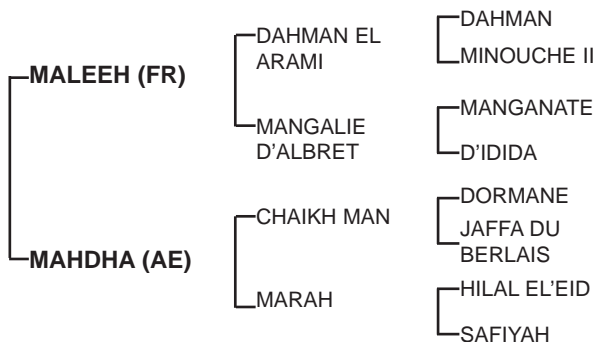 MALEEH (FR)
DAHMAN EL
ARAMI
DAHMAN
MINOUCHE II
MANGALIE
D'ALBRET
MANGANATE
D'IDIDA
MAHDHA (AE)
CHAIKH MAN
DORMANE
JAFFA DU
BERLAIS
MARAH
HILAL EL'EID
SAFIYAH